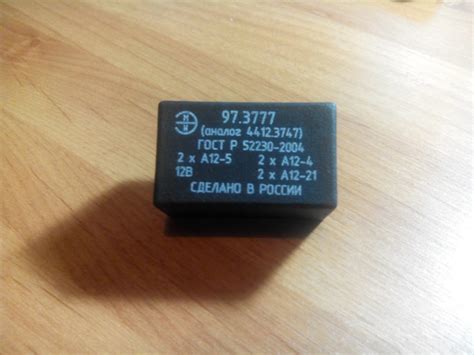 97.3777
(аналог 4412.3747)
ГОСТ Р 52230-2004
2 x А12-5 2 x А12-4
12В 2 x А12-21
СДЕЛАНО В РОССИИ